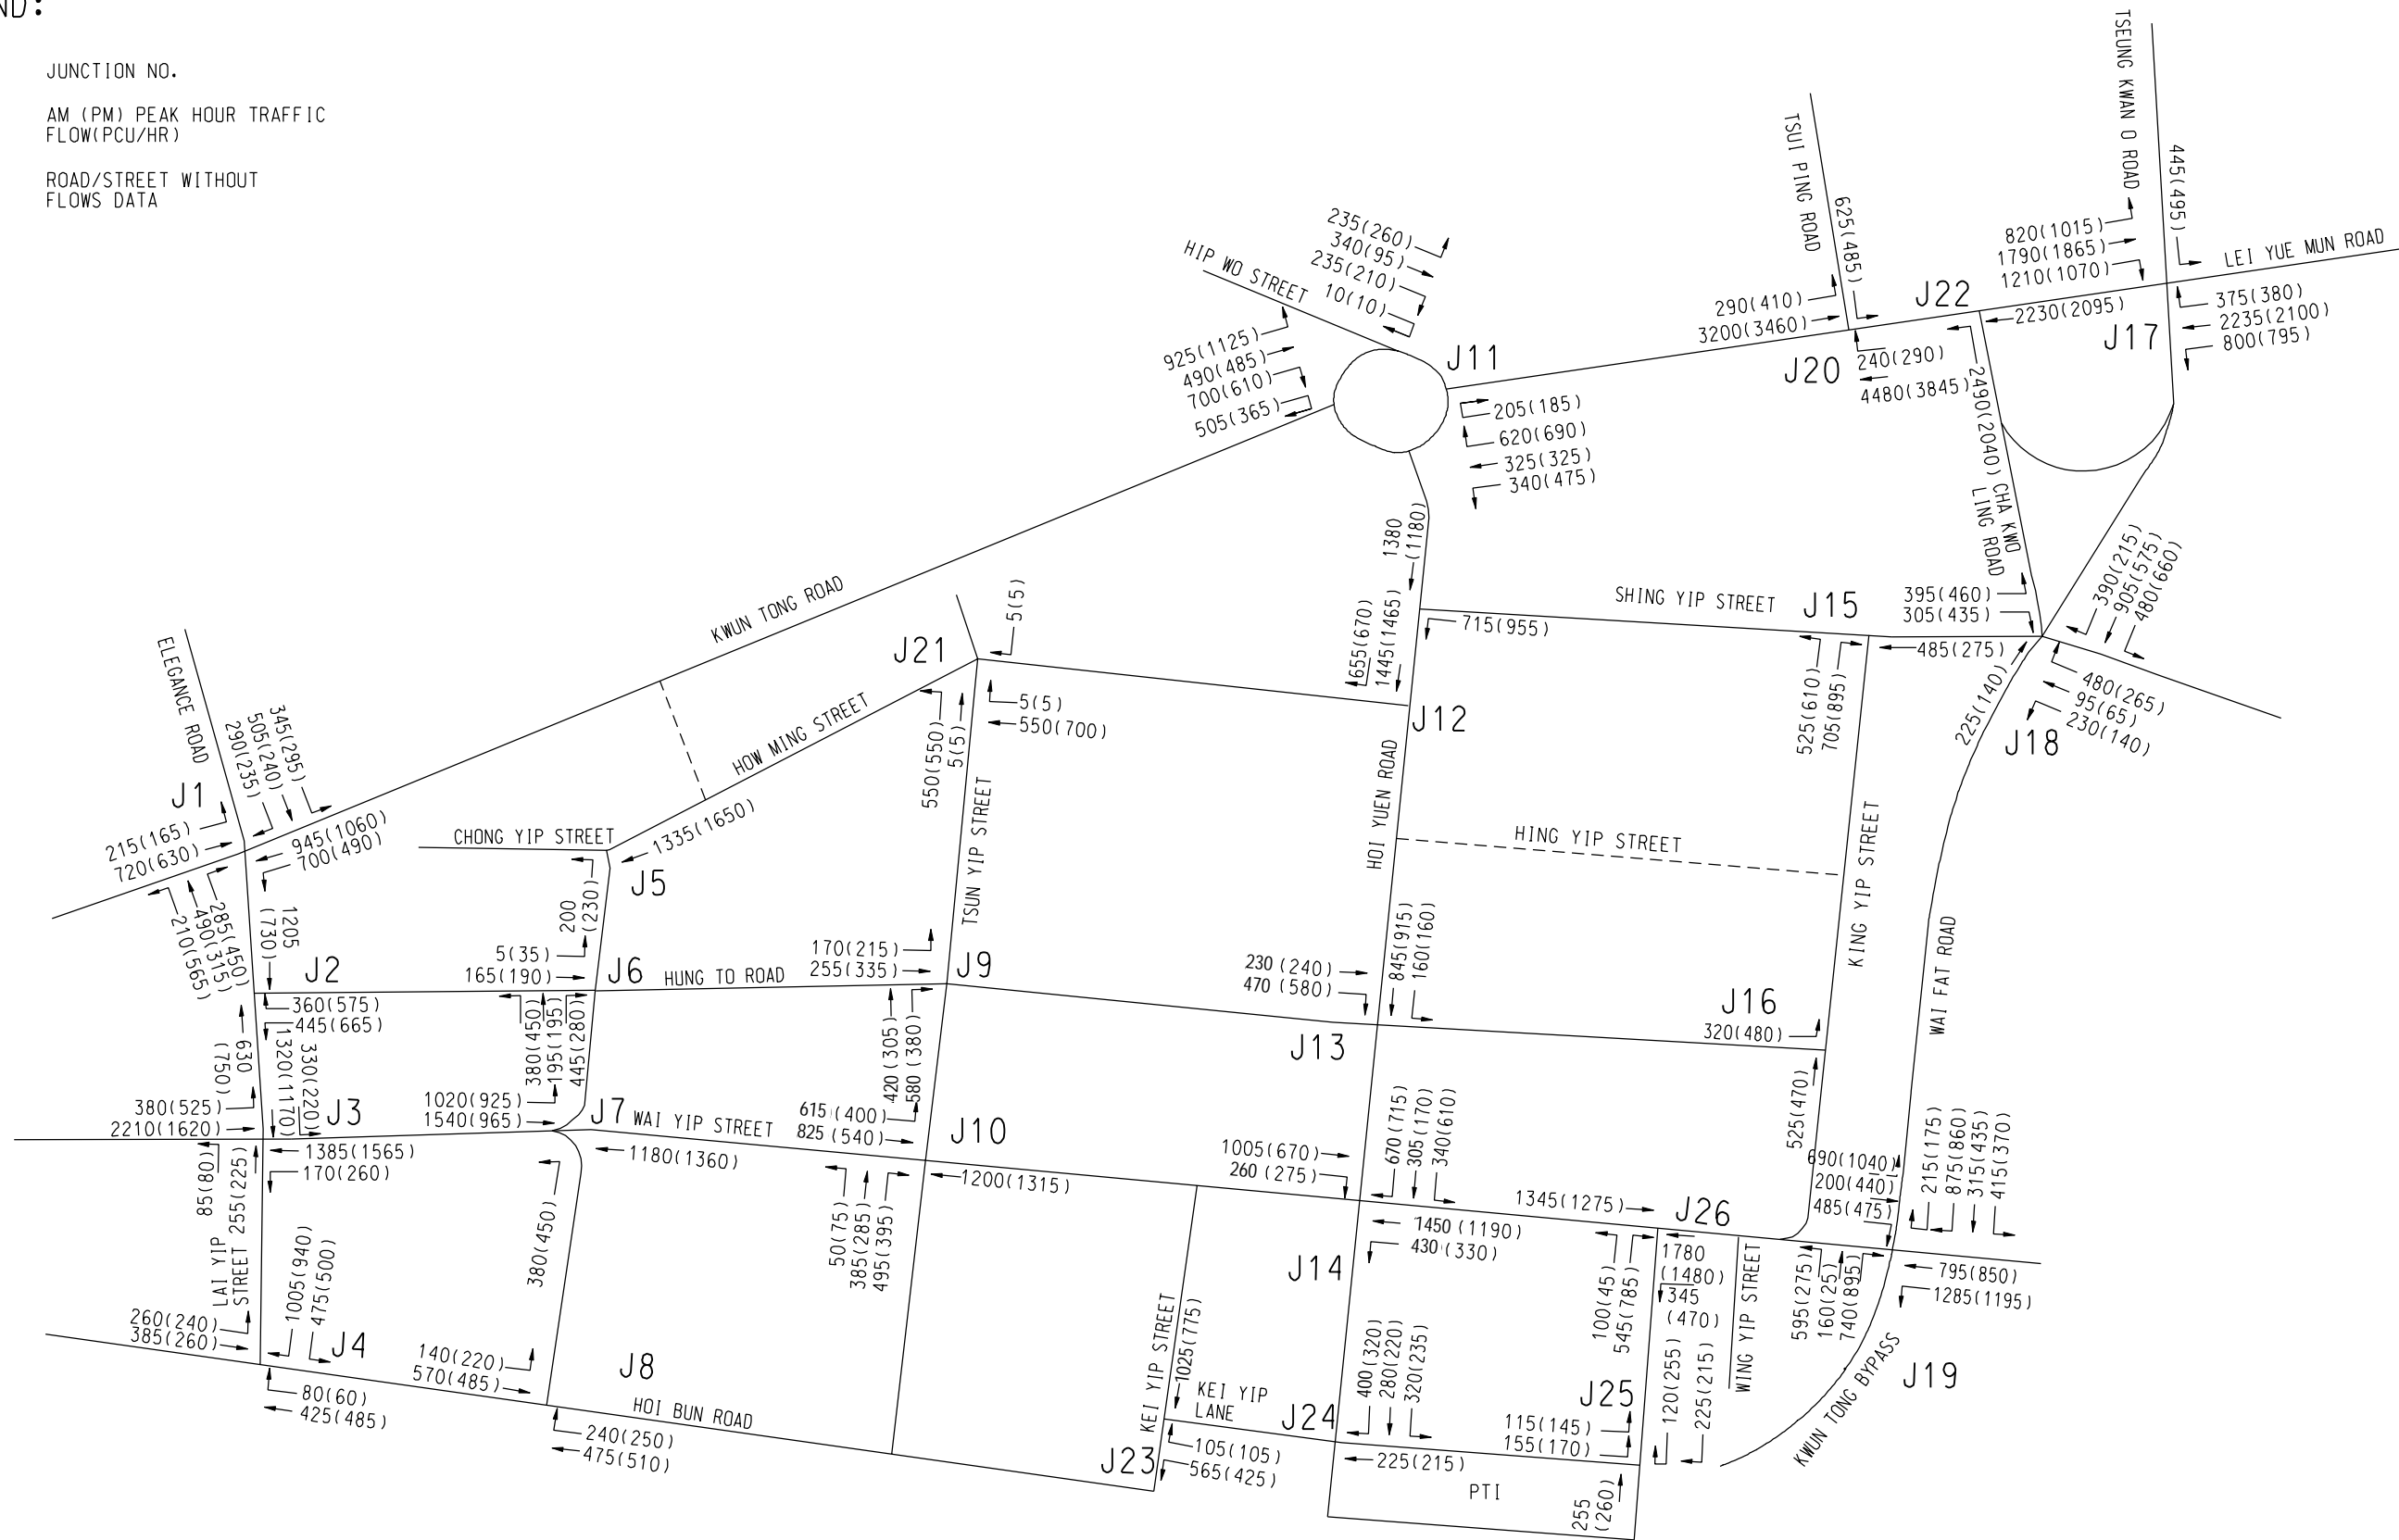 ND:
JUNCTION NO.
AM (PM) PEAK HOUR TRAFFIC
FLOW(PCU/HR)
ROAD/STREET WITHOUT
FLOWS DATA
TSEUNG KWAN O ROAD
445(495)
TSUI PING ROAD
625(485)
820(1015)
1790(1865)
1210(1070)
LEI YUE MUN ROAD
235(260)
340(95)
235(210)
10(10)
HIP WO STREET
290(410)
3200(3460)
J22
2230(2095)
375(380)
2235(2100)
800(795)
J17
925(1125)
490(485)
700(610)
505(365)
J11
J20
240(290)
4480(3845)
2490(2040)
CHA KWO
LING ROAD
205(185)
620(690)
325(325)
340(475)
1380
(1180)
KWUN TONG ROAD
5(5)
SHING YIP STREET
J15
395(460)
305(435)
390(215)
905(575)
480(660)
ELEGANCE ROAD
J21
655(670)
1445(1465)
715(955)
485(275)
525(610)
705(895)
225(140)
480(265)
95(65)
230(140)
J18
345(295)
505(240)
290(235)
HOW MING STREET
550(550)
5(5)
5(5)
550(700)
J12
J1
215(165)
720(630)
945(1060)
700(490)
CHONG YIP STREET
1335(1650)
TSUN YIP STREET
HOI YUEN ROAD
HING YIP STREET
KING YIP STREET
J5
285(450)
490(315)
210(565)
1205
(730)
200
(230)
WAI FAT ROAD
J2
5(35)
165(190)
J6
HUNG TO ROAD
170(215)
255(335)
J9
230 (240)
470 (580)
845(915)
160(160)
J16
320(480)
360(575)
445(665)
J13
630
(750)
1320(1170)
330(220)
380(450)
195(195)
445(280)
420 (305)
580 (380)
380(525)
2210(1620)
J3
1020(925)
1540(965)
J7
WAI YIP STREET
615 (400)
825 (540)
J10
1005(670)
260 (275)
670 (715)
305(170)
340(610)
525(470)
690(1040)
200(440)
485(475)
215(175)
875(860)
315(435)
415(370)
1385(1565)
170(260)
1180(1360)
1200(1315)
1345(1275)
J26
85(80)
255(225)
LAI YIP
STREET
50(75)
385(285)
495(395)
1450 (1190)
430 (330)
J14
1780
(1480)
345
(470)
795(850)
1285(1195)
380(450)
1005(940)
475(500)
100(45)
545(785)
WING YIP STREET
595(275)
160(25)
740(895)
260(240)
385(260)
J4
140(220)
570(485)
J8
KEI YIP STREET
1025(775)
400(320)
280(220)
320(235)
J25
120(255)
225(215)
KWUN TONG BYPASS
J19
80(60)
425(485)
HOI BUN ROAD
KEI YIP
LANE
J24
115(145)
155(170)
240(250)
475(510)
J23
105(105)
565(425)
225(215)
PTI
255
(260)